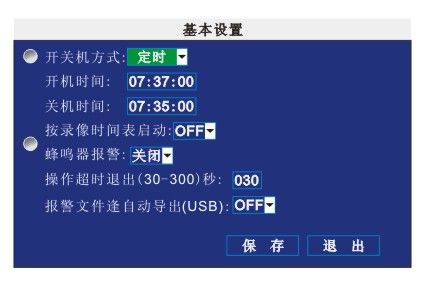 基本设置
开关机方式: 定时
开机时间: 07:37:00
关机时间: 07:35:00
按录像时间表启动: OFF
蜂鸣器报警: 关闭
操作超时退出(30-300)秒: 030
报警文件逢自动导出(USB): OFF
保 存 退 出